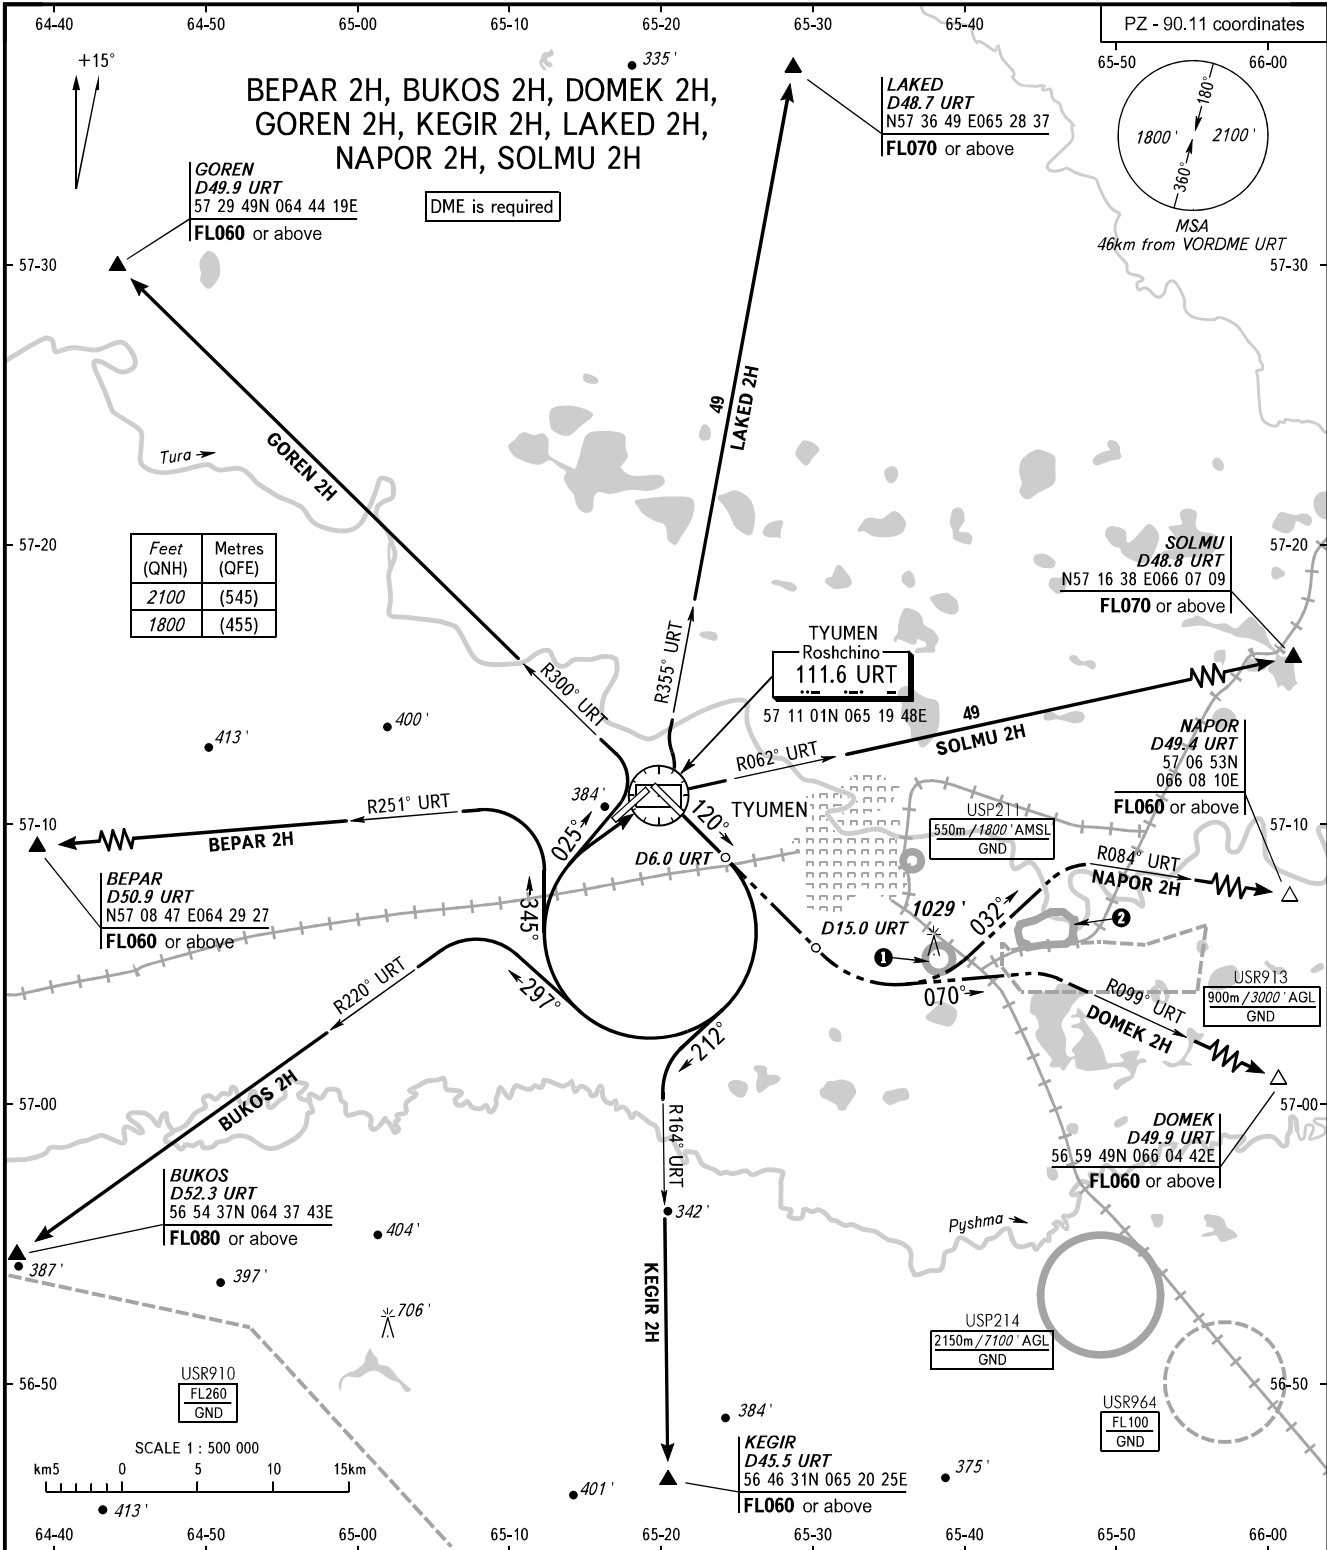 64-40
64-50
65-00
65-10
65-20
65-30
65-40
PZ - 90.11 coordinates
65-50
66-00
+15°
335 '
BEPAR 2H, BUKOS 2H, DOMEK 2H,
GOREN 2H, KEGIR 2H, LAKED 2H,
NAPOR 2H, SOLMU 2H
DME is required
LAKED
D48.7 URT
N57 36 49 E065 28 37
FL070 or above
180°
1800 '
2100 '
360°
MSA
46km from VORDME URT
GOREN
D49.9 URT
57 29 49N 064 44 19E
FL060 or above
57-30
57-30
GOREN 2H
49
LAKED 2H
Tura
57-20
57-20
Feet (QNH)
Metres (QFE)
2100
(545)
1800
(455)
SOLMU
D48.8 URT
N57 16 38 E066 07 09
FL070 or above
R300° URT
R355° URT
TYUMEN
Roshchino
111.6 URT
57 11 01N 065 19 48E
49
SOLMU 2H
R062° URT
NAPOR
D49.4 URT
57 06 53N
066 08 10E
FL060 or above
413 '
400 '
384 '
R251° URT
BEPAR 2H
025°
120°
TYUMEN
D6.0 URT
USP211
550m / 1800 ' AMSL
GND
57-10
57-10
R084° URT
NAPOR 2H
BEPAR
D50.9 URT
N57 08 47 E064 29 27
FL060 or above
345°
1029 '
D15.0 URT
032°
1
2
R220° URT
297°
070°
USR913
900m / 3000 ' AGL
GND
R099° URT
DOMEK 2H
212°
BUKOS 2H
57-00
57-00
R164° URT
DOMEK
D49.9 URT
56 59 49N 066 04 42E
FL060 or above
BUKOS
D52.3 URT
56 54 37N 064 37 43E
FL080 or above
342 '
404 '
387 '
397 '
706 '
Pyshma
KEGIR 2H
USP214
2150m / 7100 ' AGL
GND
USR910
FL260
GND
56-50
56-50
USR964
FL100
GND
384 '
SCALE 1 : 500 000
km5 0 5 10 15km
KEGIR
D45.5 URT
56 46 31N 065 20 25E
FL060 or above
375 '
401 '
413 '
64-40
64-50
65-00
65-10
65-20
65-30
65-40
65-50
66-00